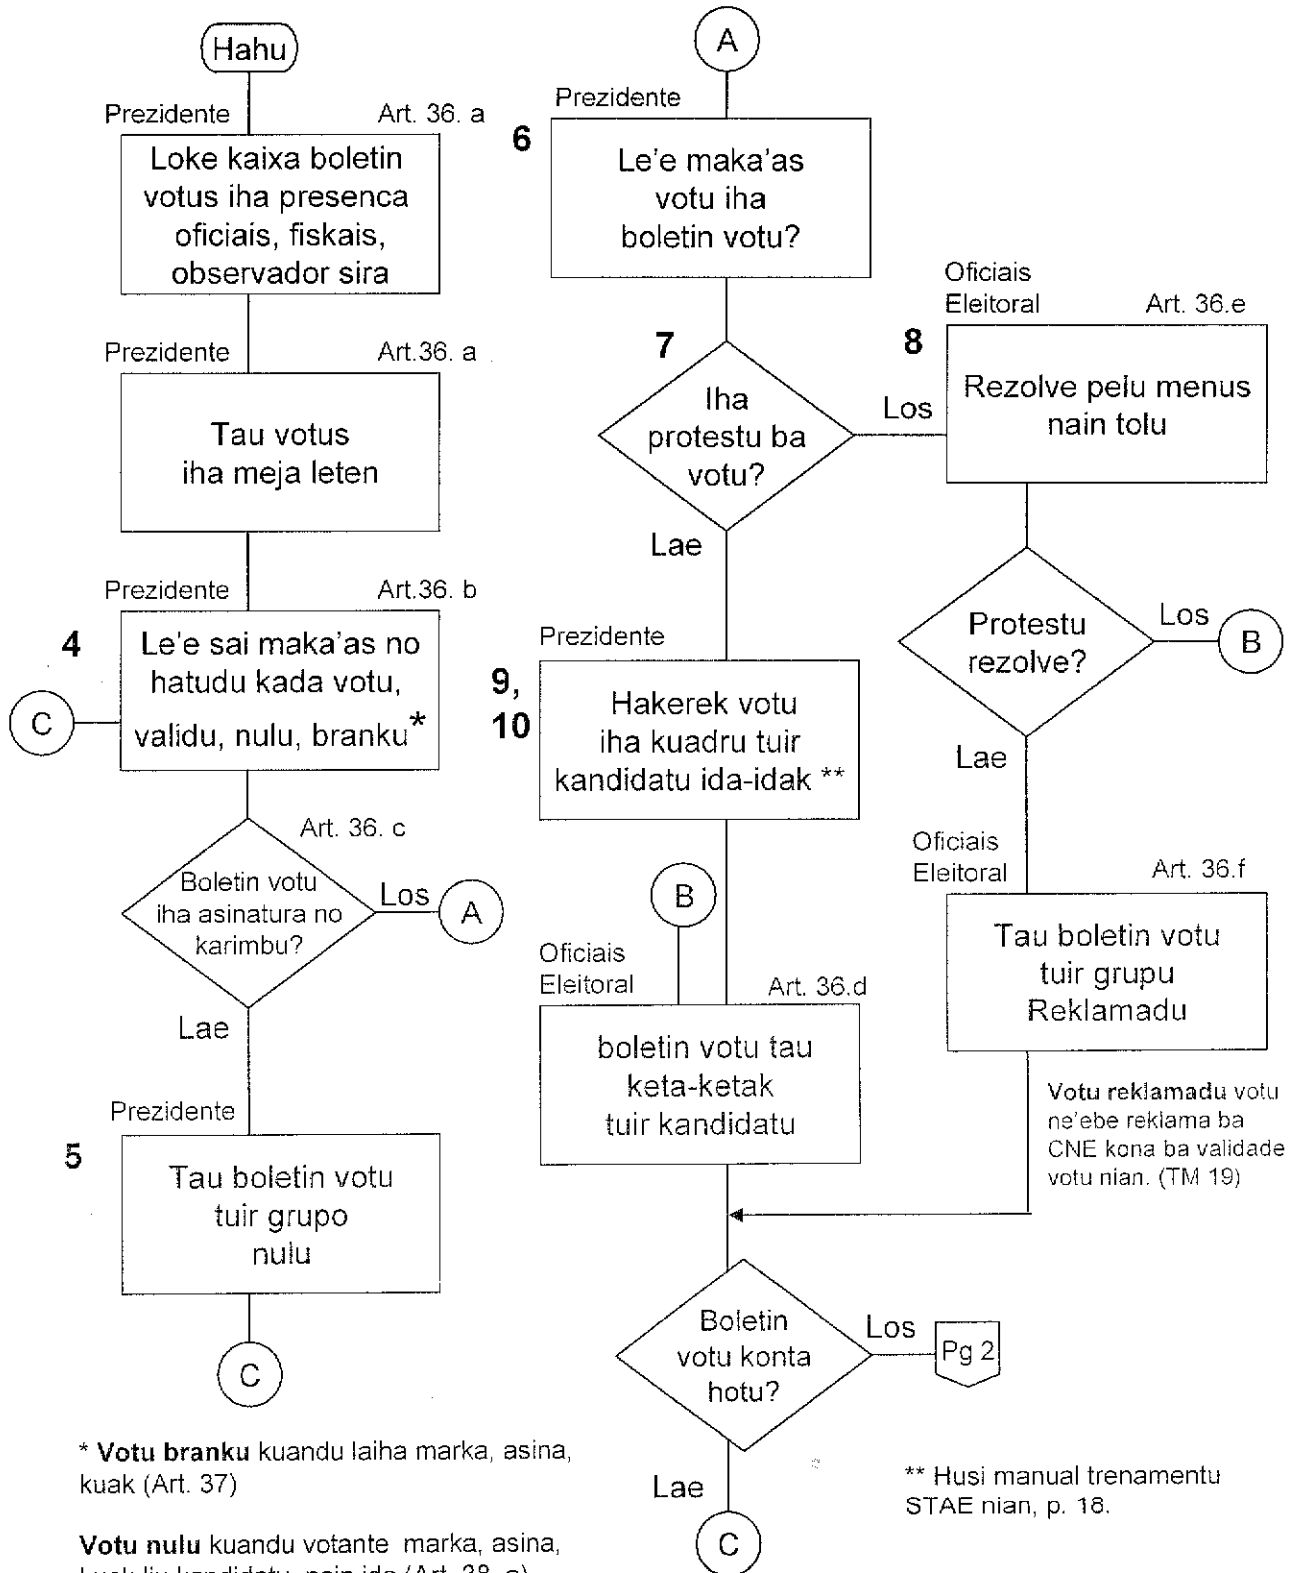 Hahu
Prezidente Art. 36. a
Loke kaixa boletin
votus iha presenca
oficiais, fiskais,
observador sira
Prezidente Art.36. a
Tau votus
iha meja leten
Prezidente Art.36. b
4
Le'e sai maka'as no
hatudu kada votu,
validu, nulu, branku*
C
Art. 36. c
Boletin votu
iha asinatura no
karimbu?
Los
A
Lae
Prezidente
5
Tau boletin votu
tuir grupo
nulu
C
* Votu branku kuandu laiha marka, asina,
kuak (Art. 37)
Votu nulu kuandu votante marka, asina,
kuak liu kandidatu nain ida (Art. 38. a)
A
Prezidente
6
Le'e maka'as
votu iha
boletin votu?
7
Iha
protestu ba
votu?
Los
Lae
Oficiais
Eleitoral Art. 36.e
8
Rezolve pelu menus
nain tolu
Protestu
rezolve?
Los
B
Lae
Oficiais
Eleitoral Art. 36.f
Tau boletin votu
tuir grupu
Reklamadu
Votu reklamadu votu
ne'ebe reklama ba
CNE kona ba validade
votu nian. (TM 19)
Prezidente
9,
10
Hakerek votu
iha kuadru tuir
kandidatu ida-idak **
B
Oficiais
Eleitoral Art. 36.d
boletin votu tau
keta-ketak
tuir kandidatu
Boletin
votu konta
hotu?
Los
Pg 2
Lae
C
** Husi manual trenamentu
STAE nian, p. 18.